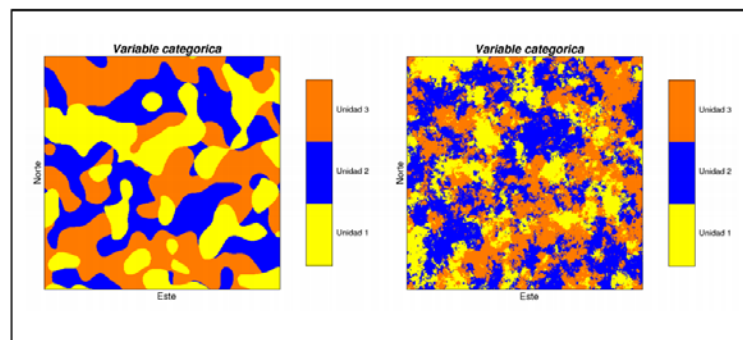 Variable categorica
Unidad 3
Unidad 2
Unidad 1
Norte
Este
Variable categorica
Unidad 3
Unidad 2
Unidad 1
Norte
Este